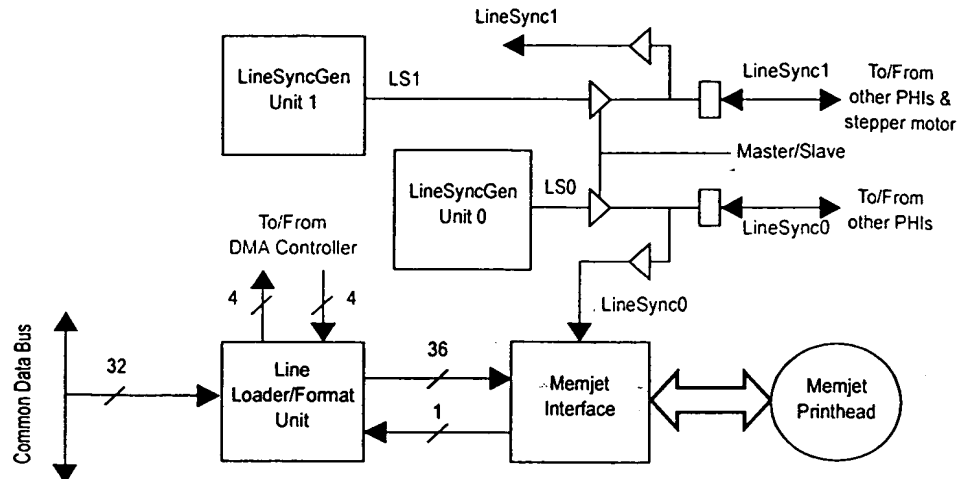 LineSync1
LineSyncGen
Unit 1
LS1
LineSync1
To/From
other PHIs &
stepper motor
Master/Slave
LineSyncGen
Unit 0
LS0
LineSync0
To/From
other PHIs
To/From
DMA Controller
4
4
LineSync0
Common Data Bus
32
Line
Loader/Format
Unit
36
1
Memjet
Interface
Memjet
Printhead